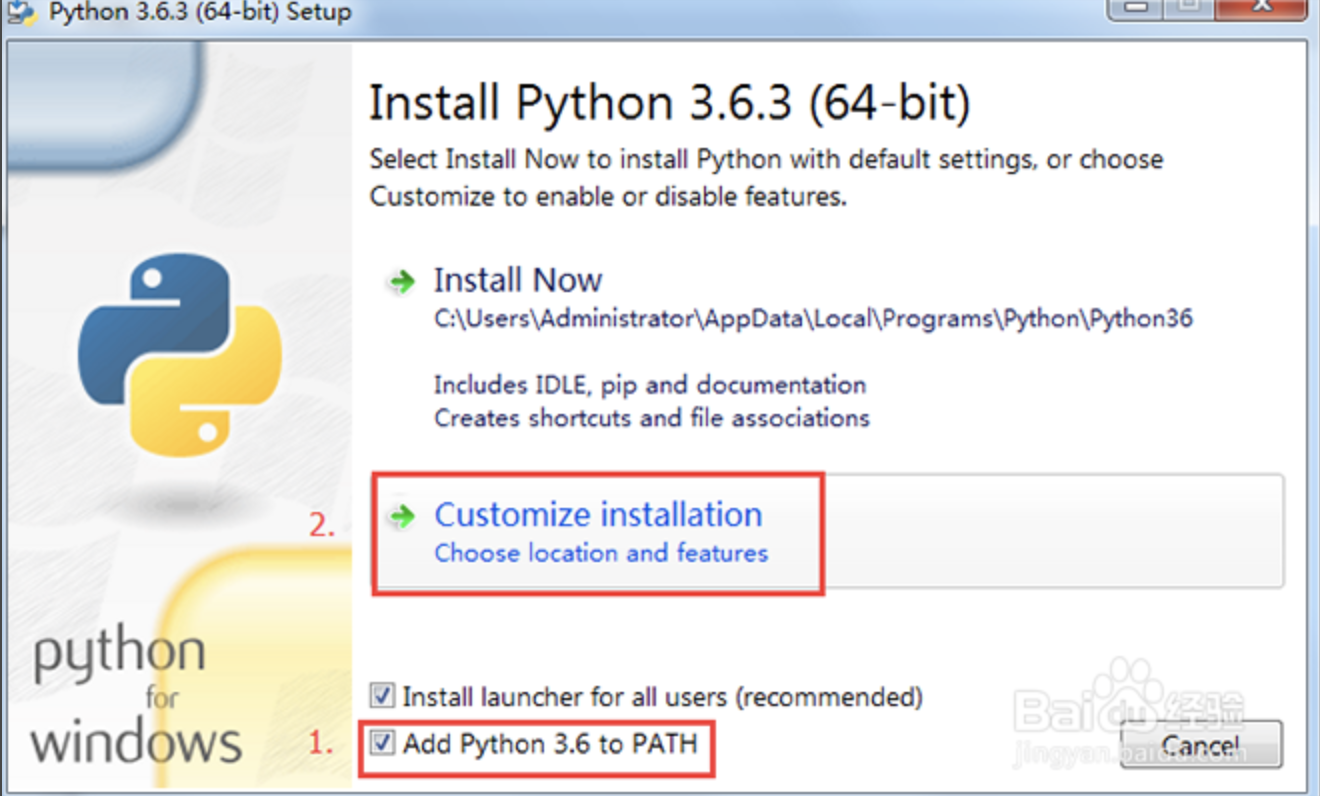 Python 3.6.3 (64-bit) Setup
Install Python 3.6.3 (64-bit)
Select Install Now to install Python with default settings, or choose
Customize to enable or disable features.
Install Now
C:\Users\Administrator\AppData\Local\Programs\Python\Python36
Includes IDLE, pip and documentation
Creates shortcuts and file associations
2.
Customize installation
Choose location and features
python
for
windows
Install launcher for all users (recommended)
1.
Add Python 3.6 to PATH
Baidu 经验
jingyan.baidu.com
Cancel